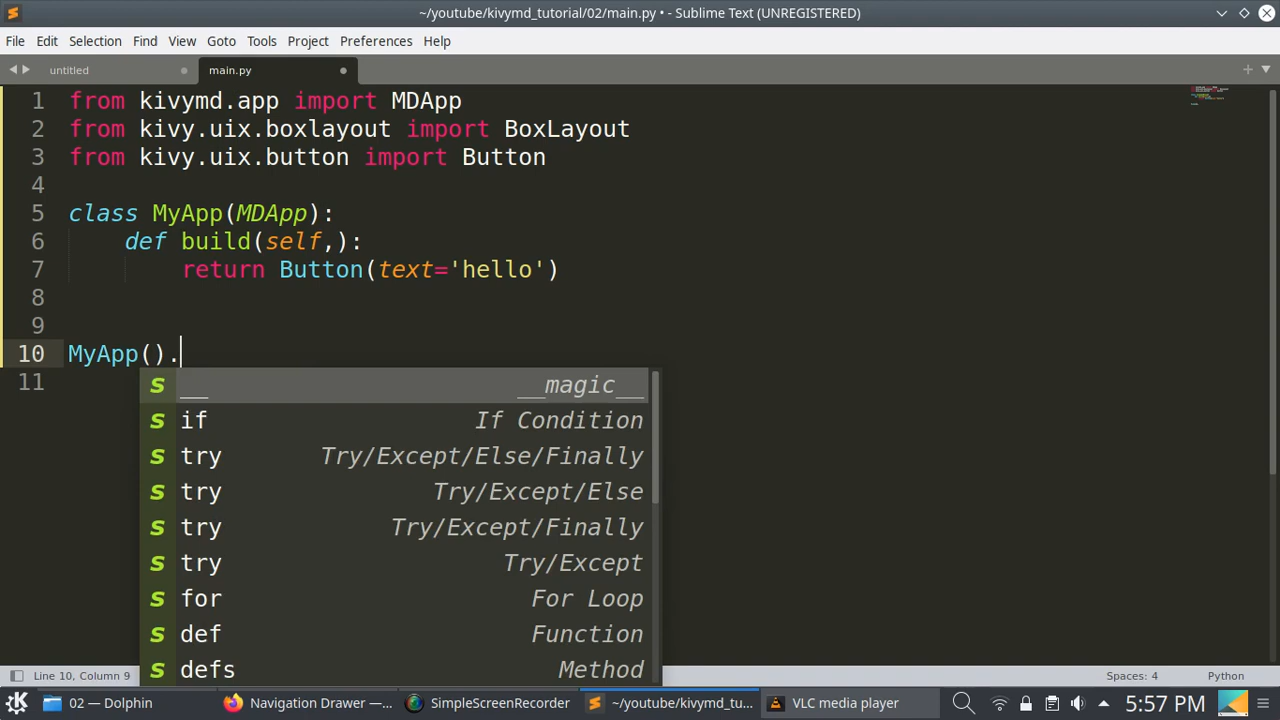 ~/youtube/kivymd_tutorial/02/main.py • - Sublime Text (UNREGISTERED)
File Edit Selection Find View Goto Tools Project Preferences Help
untitled main.py
1 from kivymd.app import MDApp
2 from kivy.uix.boxlayout import BoxLayout
3 from kivy.uix.button import Button
4
5 class MyApp(MDApp):
6 def build(self,):
7 return Button(text='hello')
8
9
10 MyApp().
11
s __ __magic__
s if If Condition
s try Try/Except/Else/Finally
s try Try/Except/Else
s try Try/Except/Finally
s try Try/Except
s for For Loop
s def Function
s defs Method
Line 10, Column 9 Spaces: 4 Python
02 — Dolphin Navigation Drawer —... SimpleScreenRecorder ~/youtube/kivymd_tu... VLC media player 5:57 PM